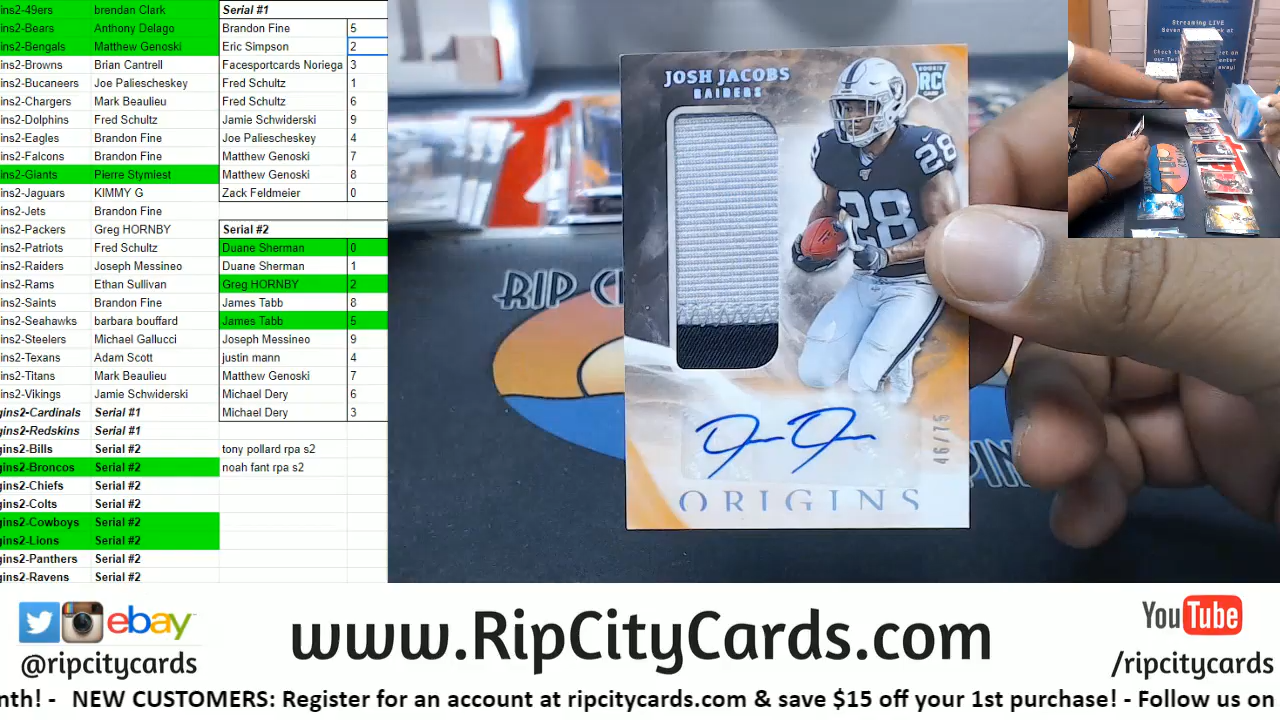 ins2-49ers brendan Clark
ins2-Bears Anthony Delago
ins2-Bengals Matthew Genoski
ins2-Browns Brian Cantrell
ins2-Bucaneers Joe Paliescheskey
ins2-Chargers Mark Beaulieu
ins2-Dolphins Fred Schultz
ins2-Eagles Brandon Fine
ins2-Falcons Brandon Fine
ins2-Giants Pierre Stymiest
ins2-Jaguars KIMMY G
ins2-Jets Brandon Fine
ins2-Packers Greg HORNBY
ins2-Patriots Fred Schultz
ins2-Raiders Joseph Messineo
ins2-Rams Ethan Sullivan
ins2-Saints Brandon Fine
ins2-Seahawks barbara bouffard
ins2-Steelers Michael Gallucci
ins2-Texans Adam Scott
ins2-Titans Mark Beaulieu
ins2-Vikings Jamie Schwiderski
gins2-Cardinals Serial #1
gins2-Redskins Serial #1
gins2-Bills Serial #2
gins2-Broncos Serial #2
gins2-Chiefs Serial #2
gins2-Colts Serial #2
gins2-Cowboys Serial #2
gins2-Lions Serial #2
gins2-Panthers Serial #2
gins2-Ravens Serial #2
Serial #1
Brandon Fine 5
Eric Simpson 2
Facesportcards Noriega 3
Fred Schultz 1
Fred Schultz 6
Jamie Schwiderski 9
Joe Paliescheskey 4
Matthew Genoski 7
Matthew Genoski 8
Zack Feldmeier 0
Serial #2
Duane Sherman 0
Duane Sherman 1
Greg HORNBY 2
James Tabb 8
James Tabb 5
Joseph Messineo 9
justin mann 4
Matthew Genoski 7
Michael Dery 6
Michael Dery 3
tony pollard rpa s2
noah fant rpa s2
JOSH JACOBS
RAIDERS
RC
28
28
46/75
ORIGINS
RIP CI
Streaming LIVE
ebay
@ripcitycards
www.RipCityCards.com
YouTube
/ripcitycards
nth! - NEW CUSTOMERS: Register for an account at ripcitycards.com & save $15 off your 1st purchase! - Follow us on